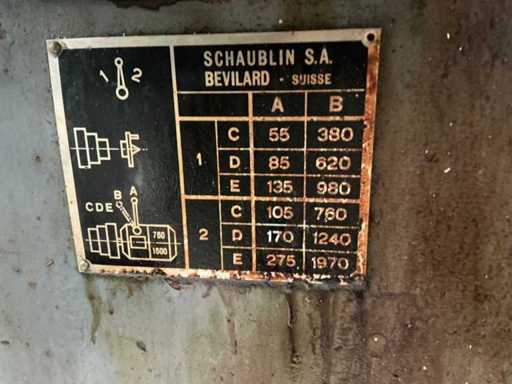 SCHAUBLIN S.A.
BEVILARD - SUISSE
1 2
A B
1 C 55 380
D 85 620
E 135 980
2 C 105 760
D 170 1240
E 275 1970
B A
CDE
760
1500